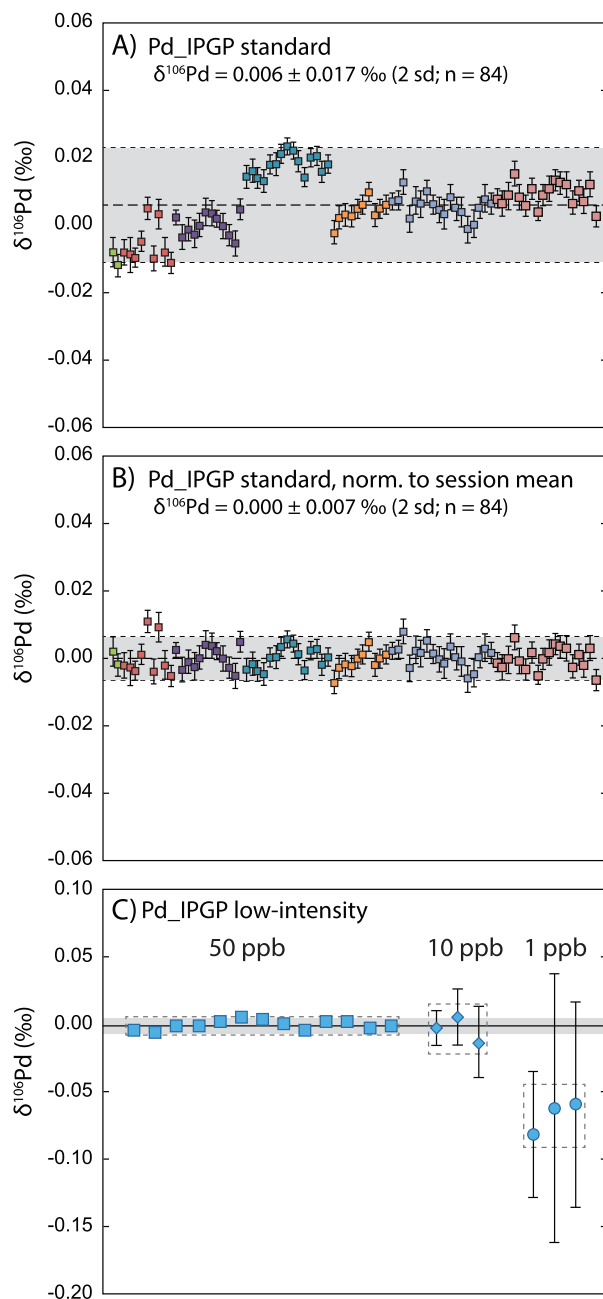 A) Pd_IPGP standard
δ¹⁰⁶Pd = 0.006 ± 0.017 ‰ (2 sd; n = 84)
0.06
0.04
0.02
0.00
-0.02
-0.04
-0.06
δ¹⁰⁶Pd (‰)
B) Pd_IPGP standard, norm. to session mean
δ¹⁰⁶Pd = 0.000 ± 0.007 ‰ (2 sd; n = 84)
0.06
0.04
0.02
0.00
-0.02
-0.04
-0.06
δ¹⁰⁶Pd (‰)
C) Pd_IPGP low-intensity
50 ppb 10 ppb 1 ppb
0.10
0.05
0.00
-0.05
-0.10
-0.15
-0.20
δ¹⁰⁶Pd (‰)